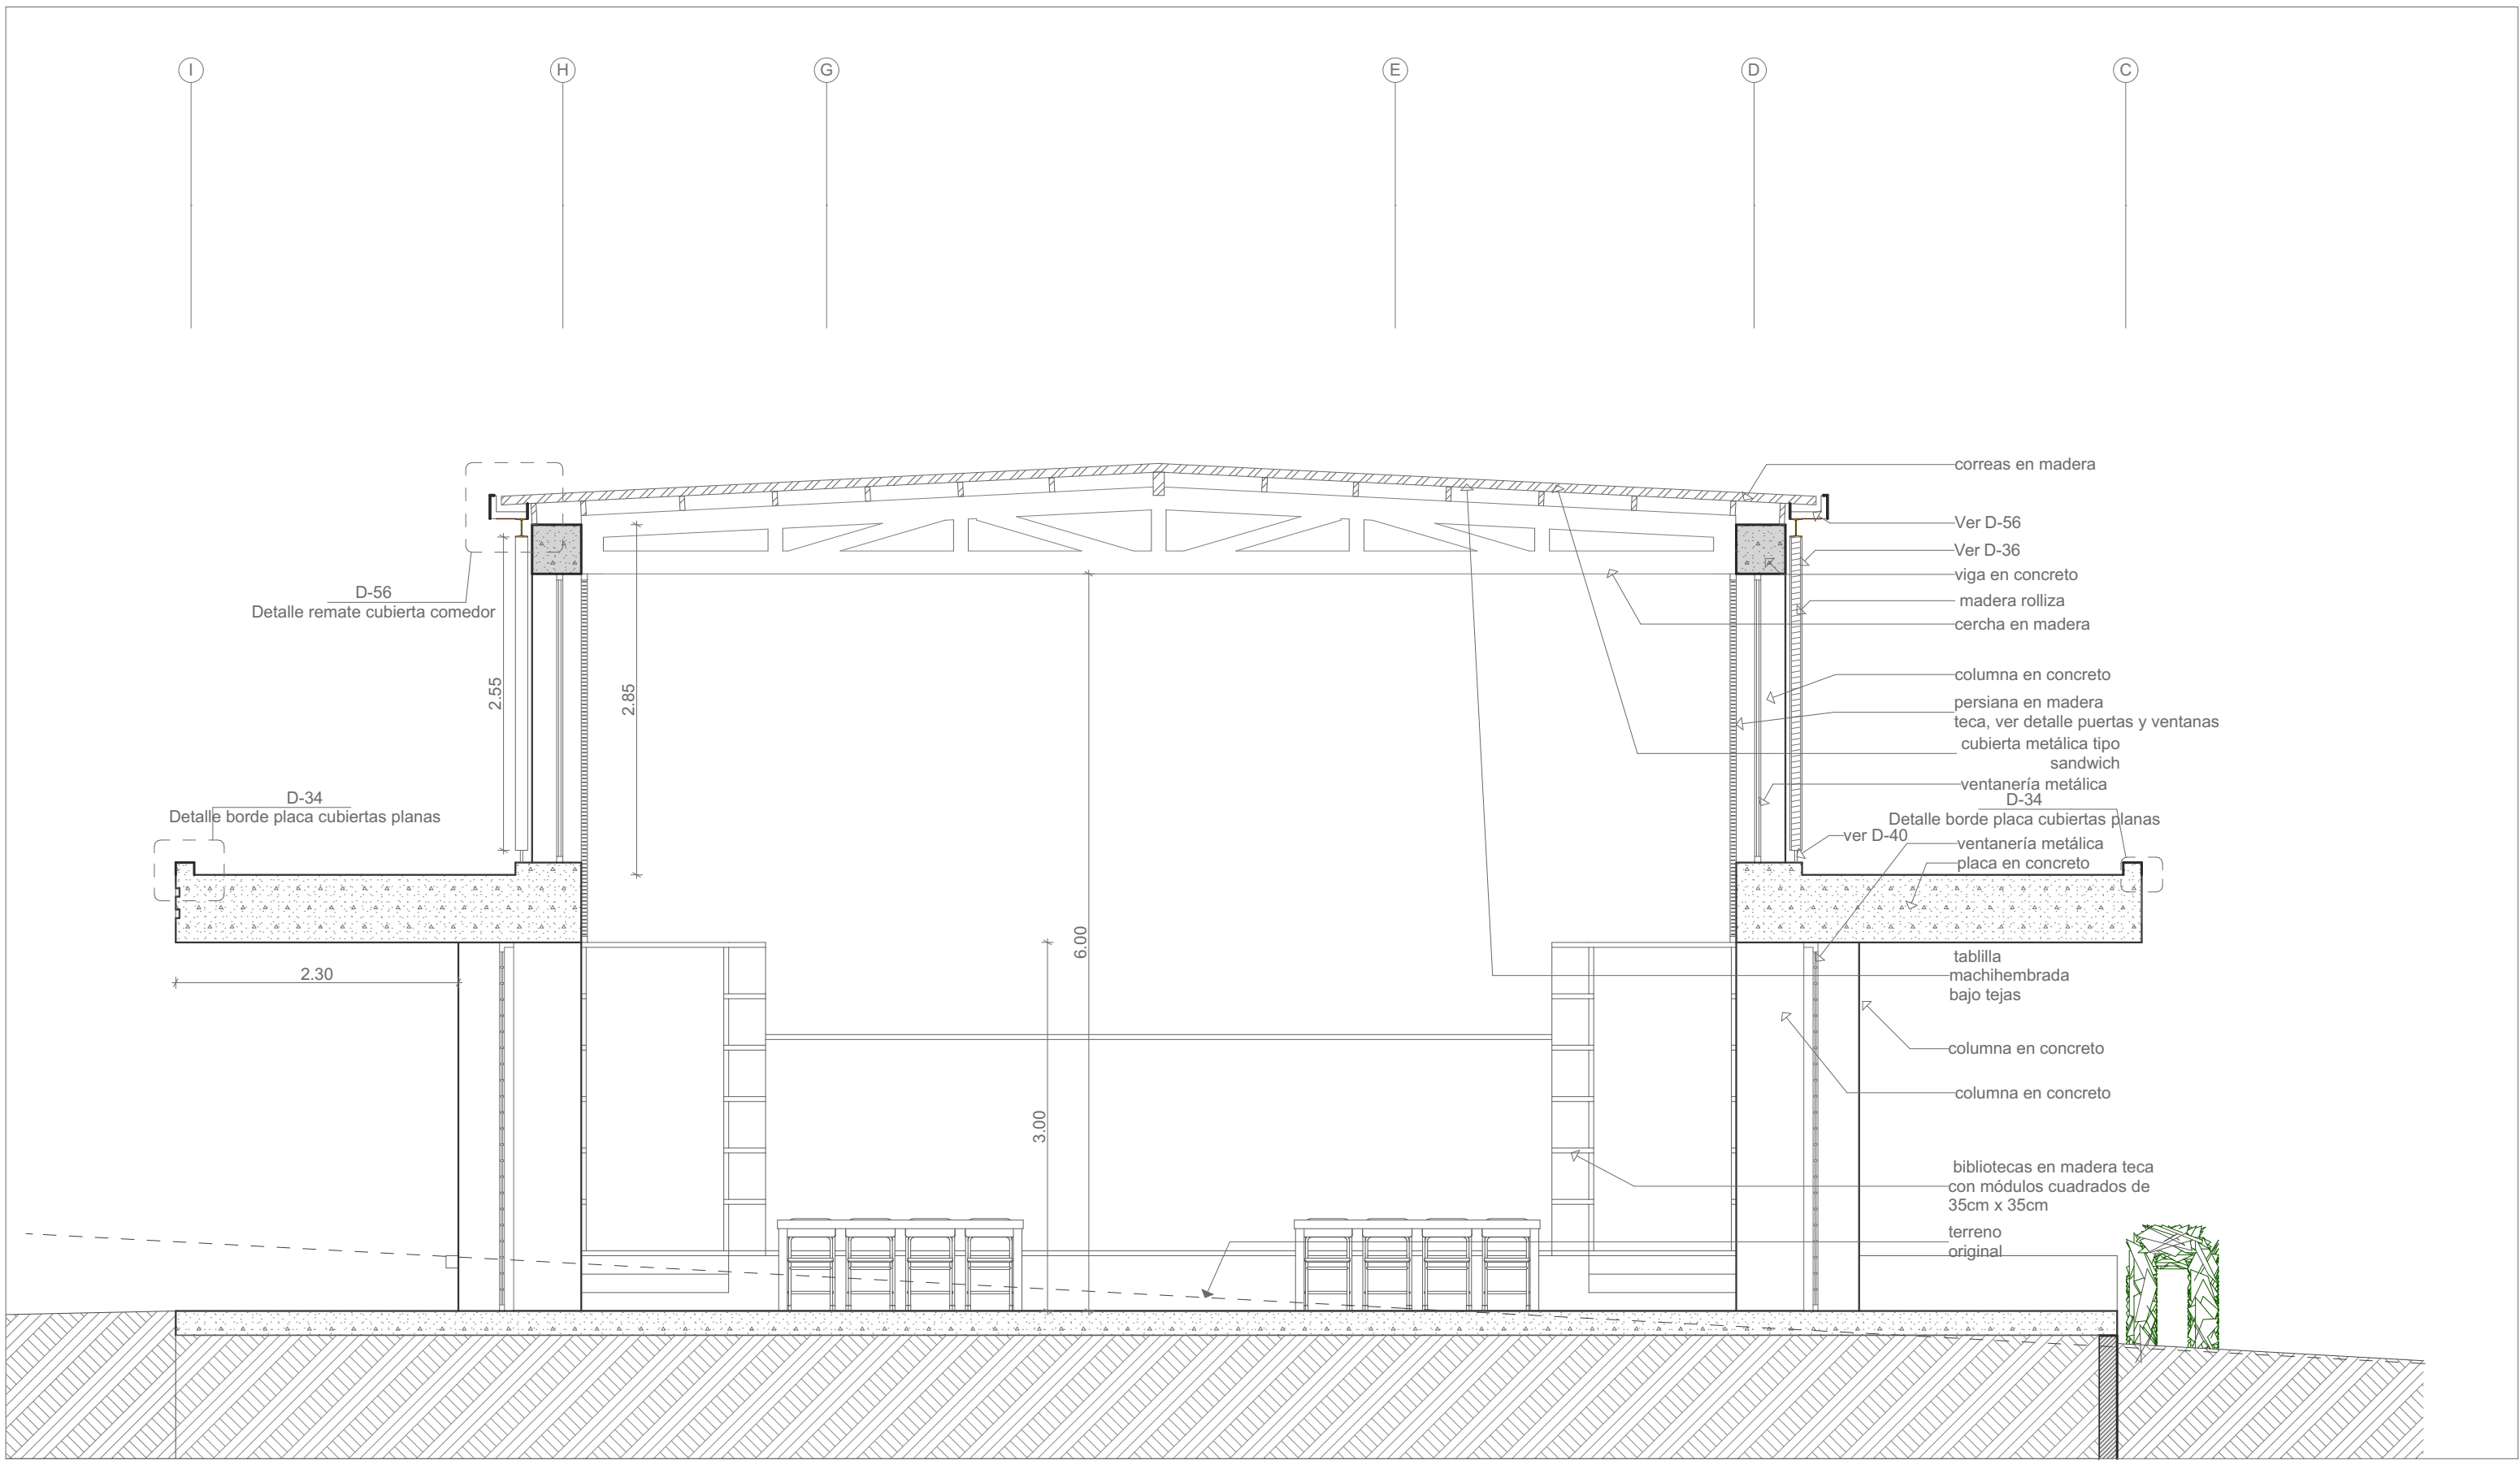 I
H
G
E
D
C
correas en madera
Ver D-56
Ver D-36
viga en concreto
madera rolliza
cercha en madera
D-56
Detalle remate cubierta comedor
2.55
2.85
columna en concreto
persiana en madera
teca, ver detalle puertas y ventanas
cubierta metálica tipo
sandwich
ventanería metálica
D-34
Detalle borde placa cubiertas planas
D-34
Detalle borde placa cubiertas planas
ver D-40
ventanería metálica
placa en concreto
2.30
6.00
3.00
tablilla
machihembrada
bajo tejas
columna en concreto
columna en concreto
bibliotecas en madera teca
con módulos cuadrados de
35cm x 35cm
terreno
original